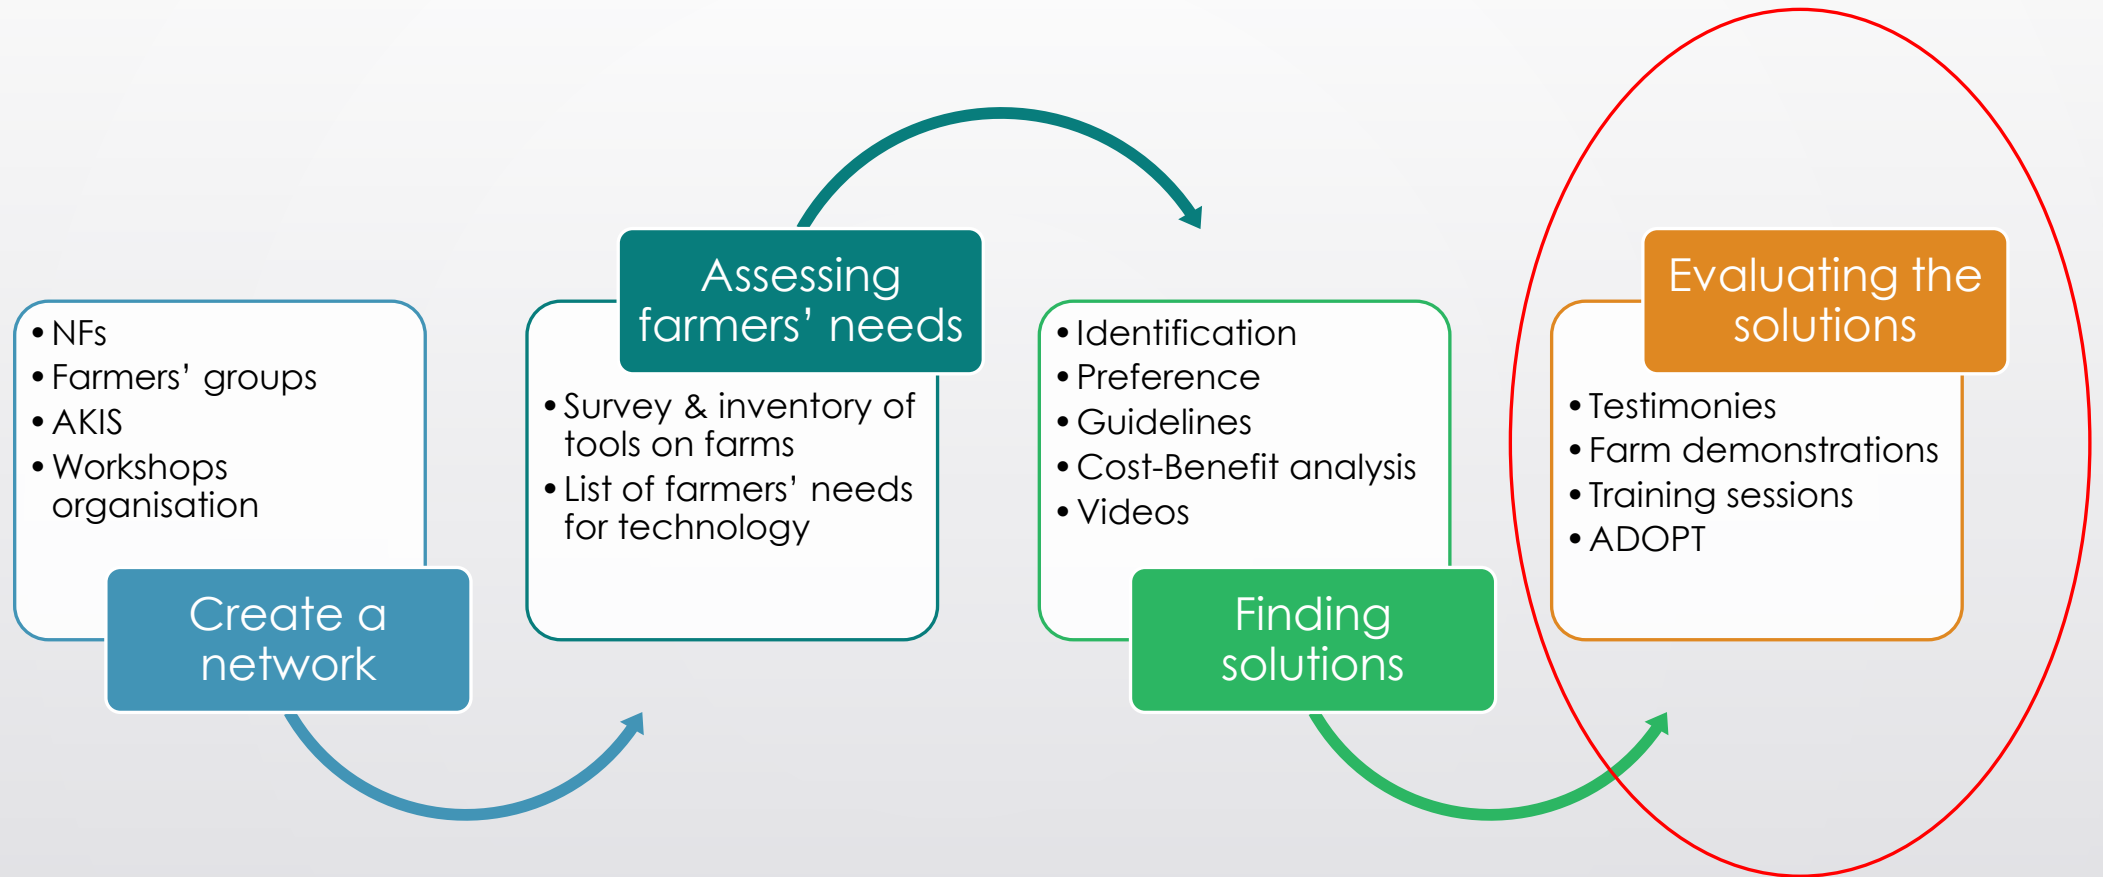 • NFs
• Farmers’ groups
• AKIS
• Workshops
organisation
Create a
network
Assessing
farmers’ needs
• Survey & inventory of
tools on farms
• List of farmers’ needs
for technology
• Identification
• Preference
• Guidelines
• Cost-Benefit analysis
• Videos
Finding
solutions
Evaluating the
solutions
• Testimonies
• Farm demonstrations
• Training sessions
• ADOPT